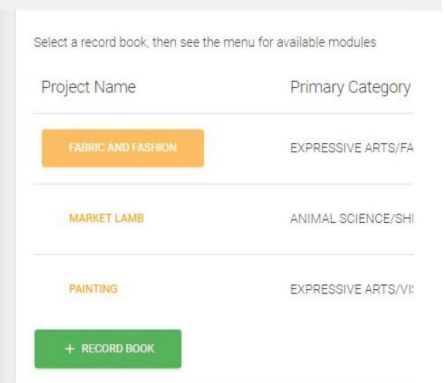 Select a record book, then see the menu for available modules
Project Name Primary Category
FABRIC AND FASHION EXPRESSIVE ARTS/FA
MARKET LAMB ANIMAL SCIENCE/SH
PAINTING EXPRESSIVE ARTS/VI
+ RECORD BOOK